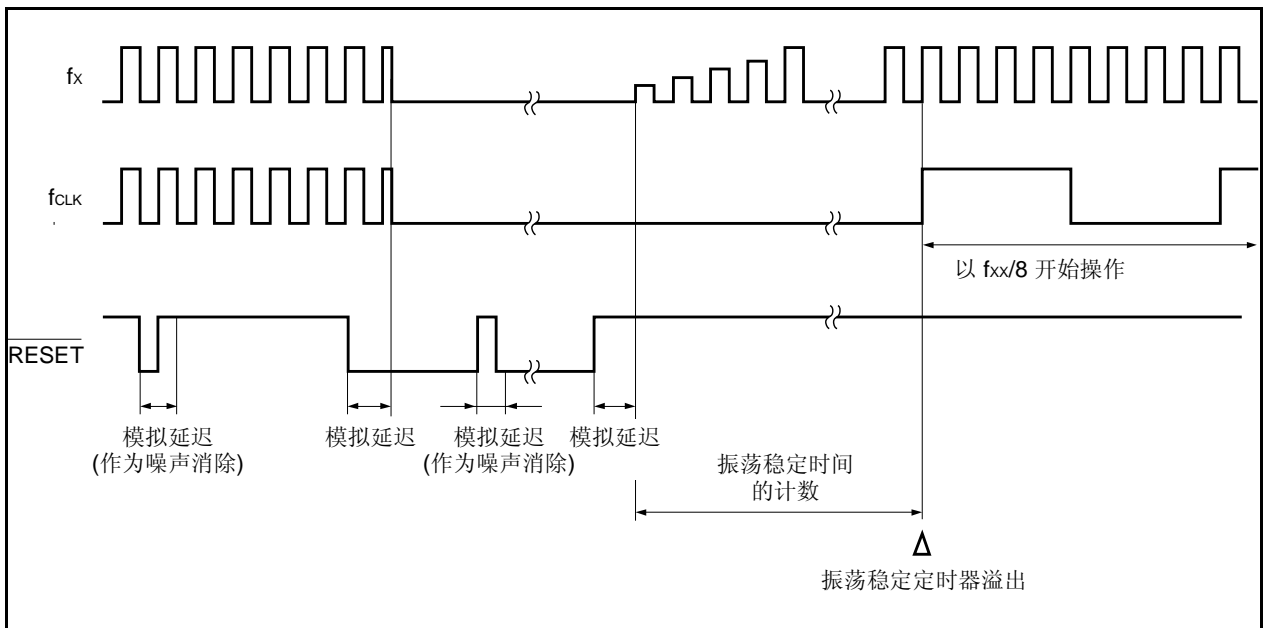 fX
fCLK
以 fXX/8 开始操作
RESET
模拟延迟
(作为噪声消除)
模拟延迟
模拟延迟
(作为噪声消除)
模拟延迟
振荡稳定时间
的计数
振荡稳定定时器溢出